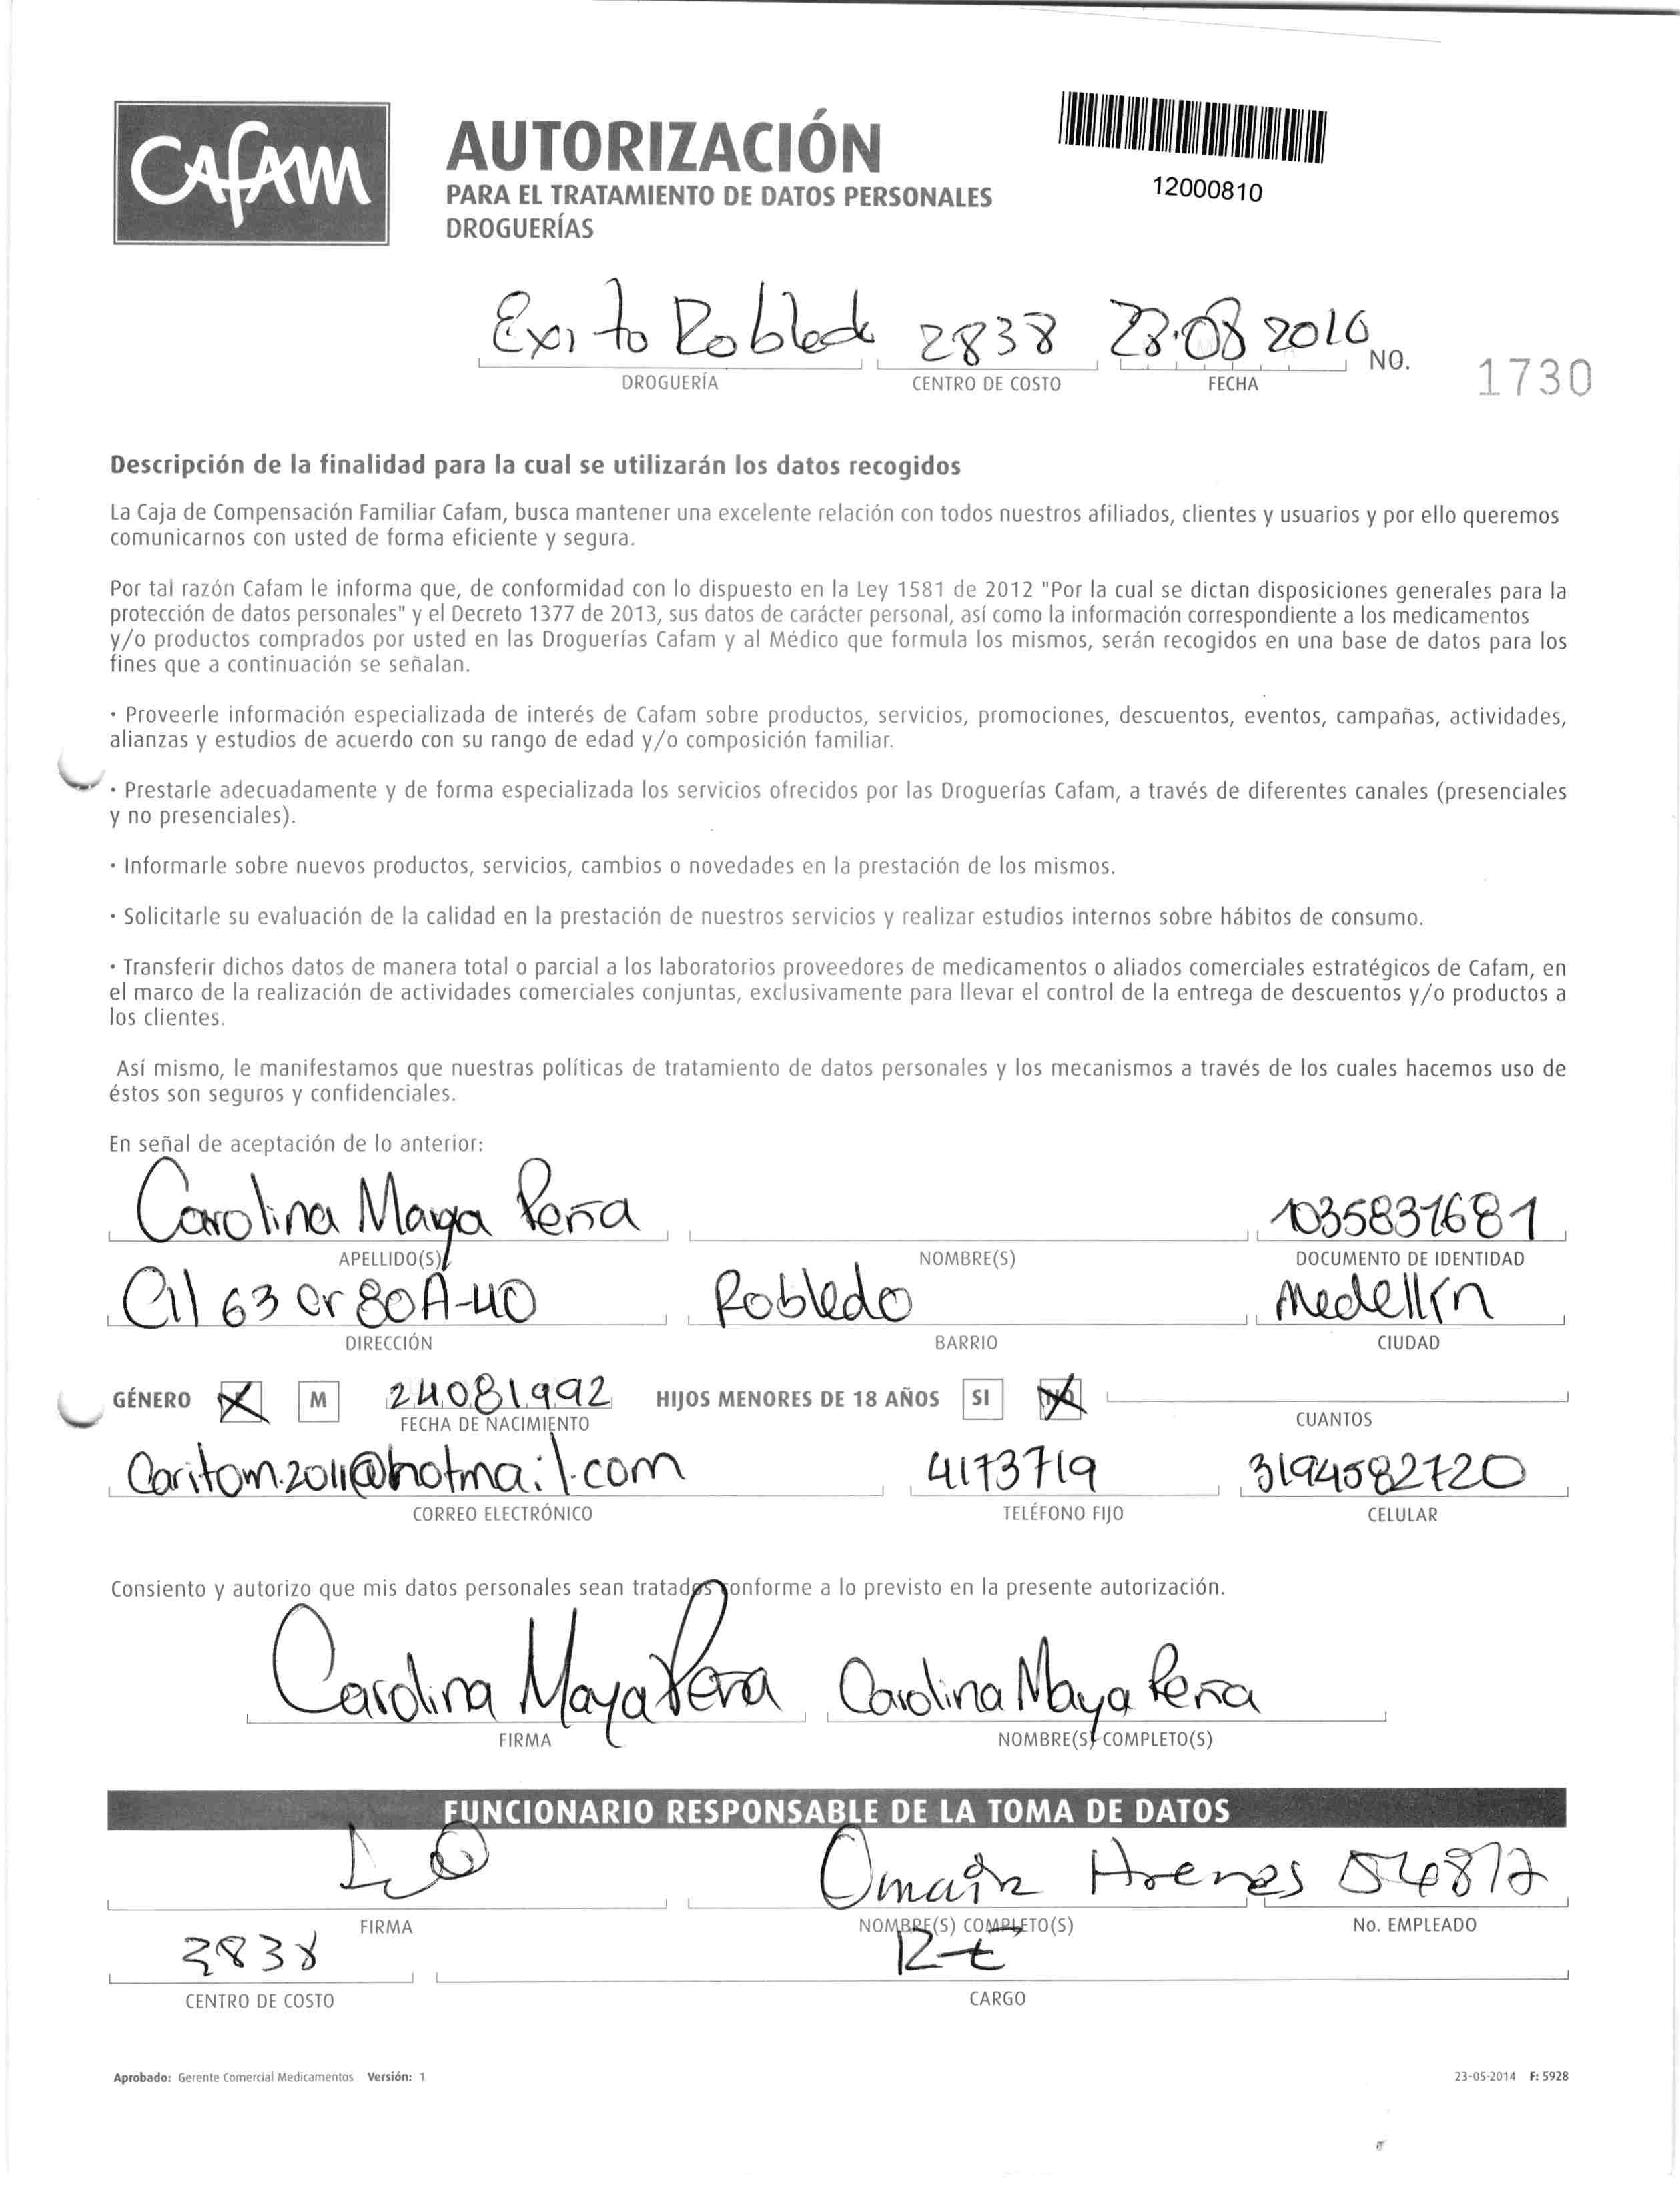 CAFAM
AUTORIZACIÓN
PARA EL TRATAMIENTO DE DATOS PERSONALES
DROGUERÍAS
12000810
Exito Robledo 2838 28.08 2016 NO. 1730
DROGUERÍA CENTRO DE COSTO FECHA
Descripción de la finalidad para la cual se utilizarán los datos recogidos
La Caja de Compensación Familiar Cafam, busca mantener una excelente relación con todos nuestros afiliados, clientes y usuarios y por ello queremos
comunicarnos con usted de forma eficiente y segura.
Por tal razón Cafam le informa que, de conformidad con lo dispuesto en la Ley 1581 de 2012 "Por la cual se dictan disposiciones generales para la
protección de datos personales" y el Decreto 1377 de 2013, sus datos de carácter personal, así como la información correspondiente a los medicamentos
y/o productos comprados por usted en las Droguerías Cafam y al Médico que formula los mismos, serán recogidos en una base de datos para los
fines que a continuación se señalan.
· Proveerle información especializada de interés de Cafam sobre productos, servicios, promociones, descuentos, eventos, campañas, actividades,
alianzas y estudios de acuerdo con su rango de edad y/o composición familiar.
· Prestarle adecuadamente y de forma especializada los servicios ofrecidos por las Droguerías Cafam, a través de diferentes canales (presenciales
y no presenciales).
· Informarle sobre nuevos productos, servicios, cambios o novedades en la prestación de los mismos.
· Solicitarle su evaluación de la calidad en la prestación de nuestros servicios y realizar estudios internos sobre hábitos de consumo.
· Transferir dichos datos de manera total o parcial a los laboratorios proveedores de medicamentos o aliados comerciales estratégicos de Cafam, en
el marco de la realización de actividades comerciales conjuntas, exclusivamente para llevar el control de la entrega de descuentos y/o productos a
los clientes.
Así mismo, le manifestamos que nuestras políticas de tratamiento de datos personales y los mecanismos a través de los cuales hacemos uso de
éstos son seguros y confidenciales.
En señal de aceptación de lo anterior:
Carolina Maya Peña 1035831681
APELLIDO(S) NOMBRE(S) DOCUMENTO DE IDENTIDAD
Cll 63 cr 80A-40 Robledo Medellín
DIRECCIÓN BARRIO CIUDAD
GÉNERO M 24081992 HIJOS MENORES DE 18 AÑOS SI NO
FECHA DE NACIMIENTO CUANTOS
Caritom.2011@hotmail.com 4173719 3194582720
CORREO ELECTRÓNICO TELÉFONO FIJO CELULAR
Consiento y autorizo que mis datos personales sean tratados conforme a lo previsto en la presente autorización.
Carolina Maya Pena Carolina Maya Pena
FIRMA NOMBRE(S) COMPLETO(S)
FUNCIONARIO RESPONSABLE DE LA TOMA DE DATOS
FIRMA NOMBRE(S) COMPLETO(S) No. EMPLEADO
2838
CENTRO DE COSTO CARGO
Aprobado: Gerente Comercial Medicamentos Versión: 1 23-05-2014 F: 5928